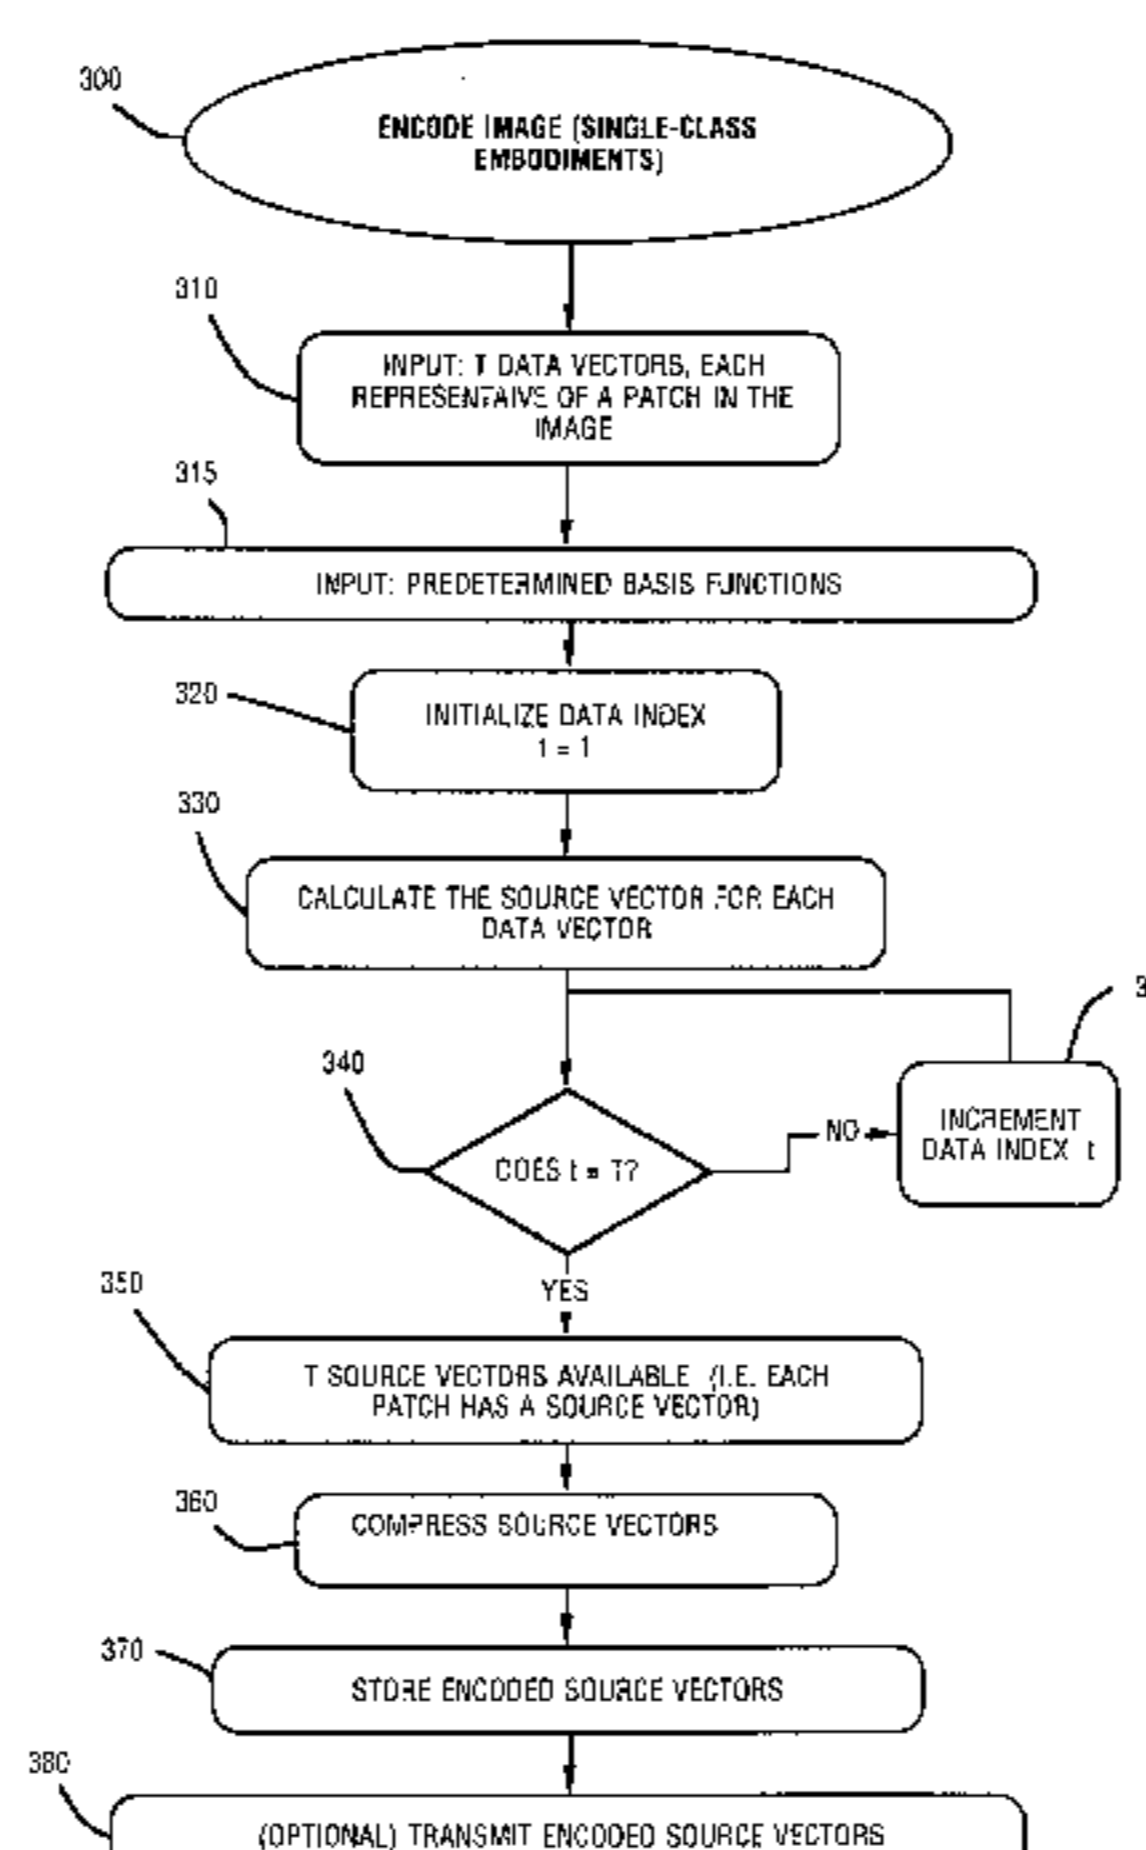 300
ENCODE IMAGE (SINGLE-CLASS
EMBODIMENTS)
310
INPUT: T DATA VECTORS, EACH
REPRESENTAIVE OF A PATCH IN THE
IMAGE
315
INPUT: PREDETERMINED BASIS FUNCTIONS
320
INITIALIZE DATA INDEX
t = 1
330
CALCULATE THE SOURCE VECTOR FOR EACH
DATA VECTOR
340
DOES t = T?
NO
INCREMENT
DATA INDEX t
YES
350
T SOURCE VECTORS AVAILABLE (I.E. EACH
PATCH HAS A SOURCE VECTOR)
360
COMPRESS SOURCE VECTORS
370
STORE ENCODED SOURCE VECTORS
380
(OPTIONAL) TRANSMIT ENCODED SOURCE VECTORS